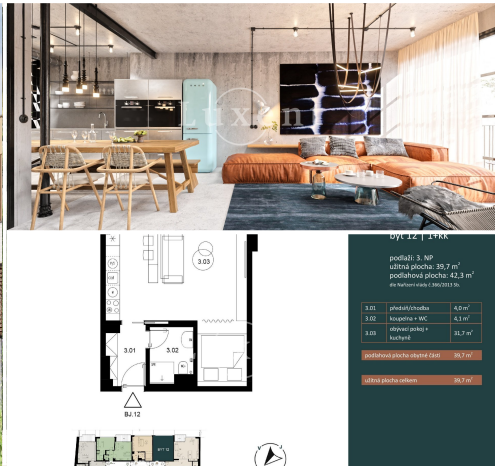 Luxent
byt 12 | 1+kk
podlaží: 3. NP
užitná plocha: 39,7 m²
podlahová plocha: 42,3 m²
dle Nařízení vlády č.366/2013 Sb.
3.01 předsíň/chodba 4,0 m²
3.02 koupelna + WC 4,1 m²
3.03 obývací pokoj + kuchyně 31,7 m²
podlahová plocha obytné části 39,7 m²
užitná plocha celkem 39,7 m²
3.03
3.01
3.02
BJ.12
BYT 12